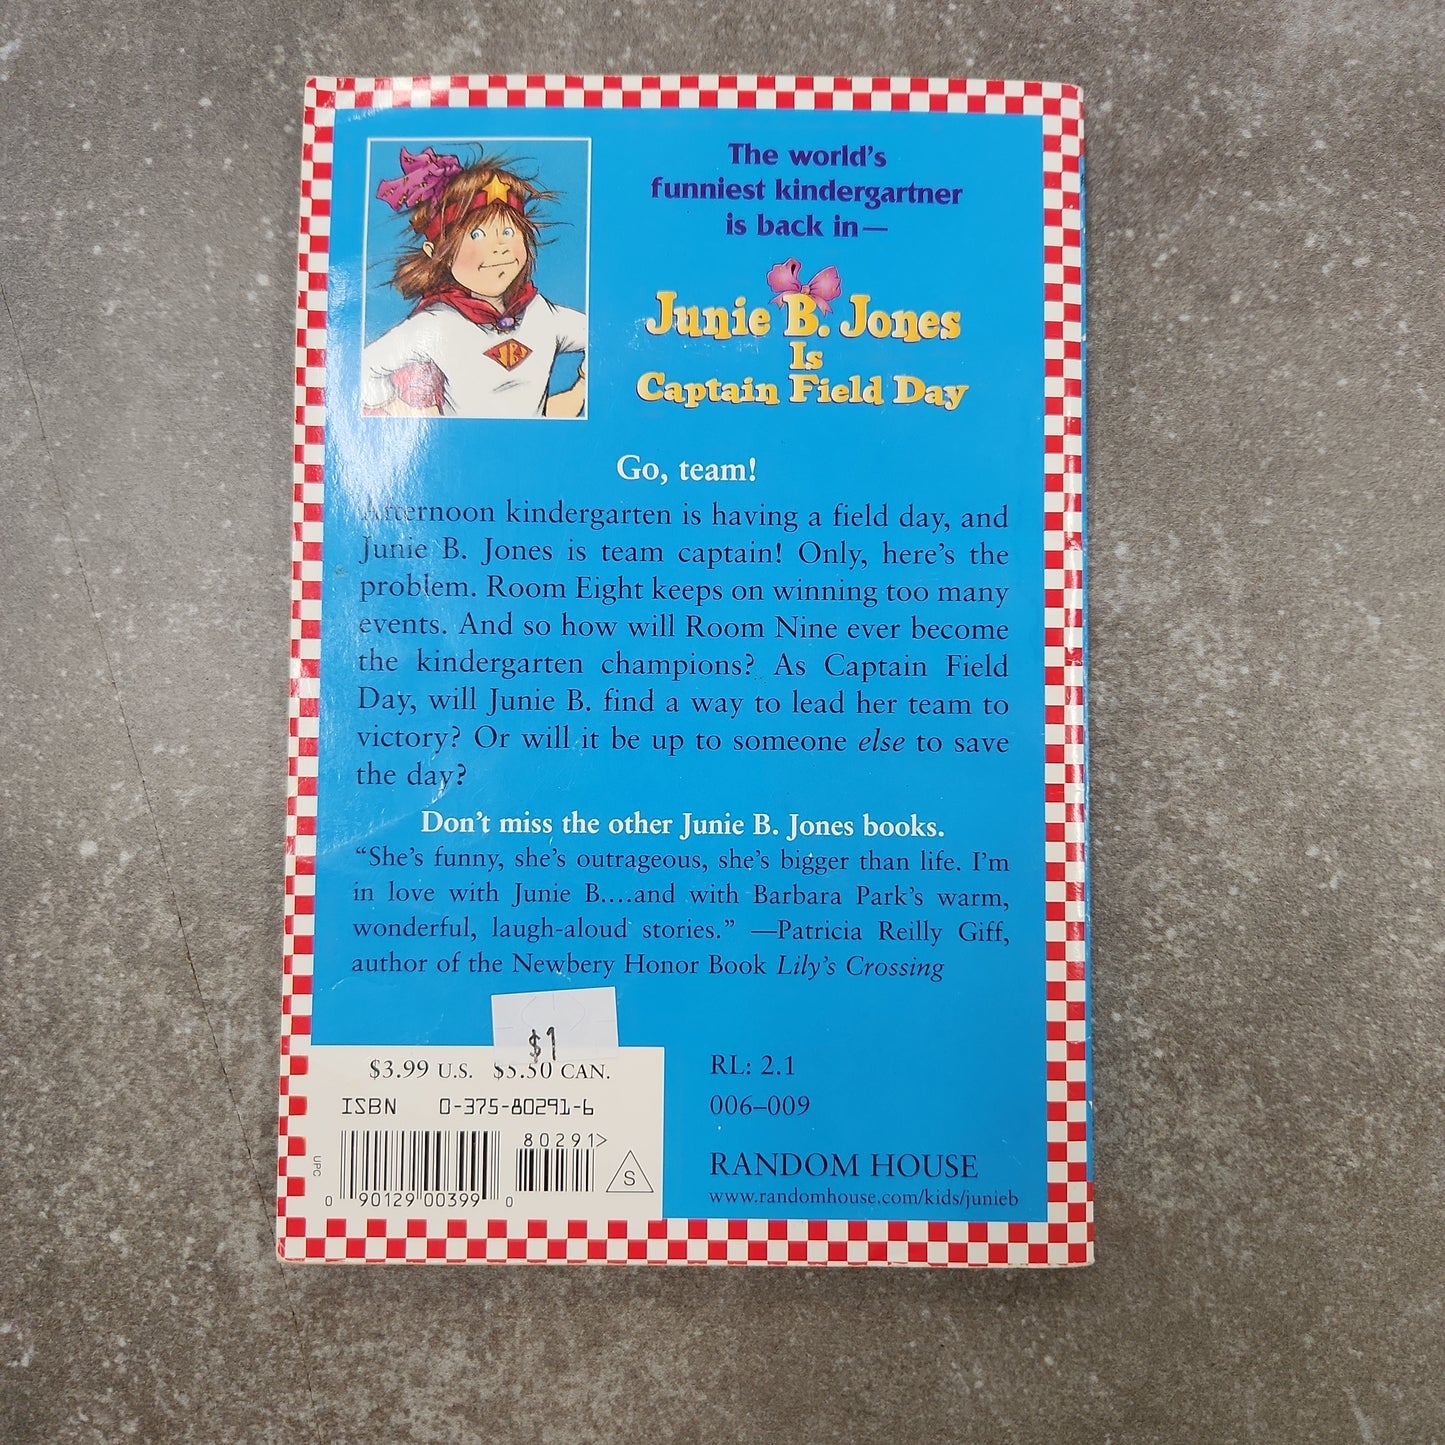 The world's
funniest kindergartner
is back in—
Junie B. Jones
Is
Captain Field Day
JBJ
Go, team!
Afternoon kindergarten is having a field day, and
Junie B. Jones is team captain! Only, here's the
problem. Room Eight keeps on winning too many
events. And so how will Room Nine ever become
the kindergarten champions? As Captain Field
Day, will Junie B. find a way to lead her team to
victory? Or will it be up to someone else to save
the day?
Don't miss the other Junie B. Jones books.
“She's funny, she's outrageous, she's bigger than life. I'm
in love with Junie B....and with Barbara Park's warm,
wonderful, laugh-aloud stories.” —Patricia Reilly Giff,
author of the Newbery Honor Book Lily's Crossing
$1
$3.99 U.S. $5.50 CAN.
ISBN 0-375-80291-6
80291>
UPC
0 90129 00399 0
S
RL: 2.1
006–009
RANDOM HOUSE
www.randomhouse.com/kids/junieb